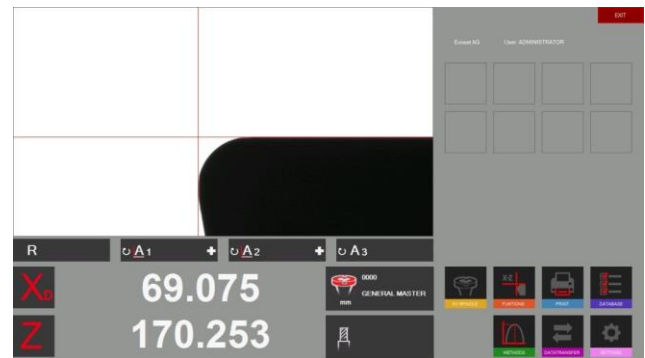 EXIT
User: ADMINISTRATOR
R
A1
A2
A3
XD
69.075
0000
GENERAL MASTER
mm
Z
170.253
X-Z
PRINT
DATABASE
METHODS
DATATRANSFER
SETTINGS